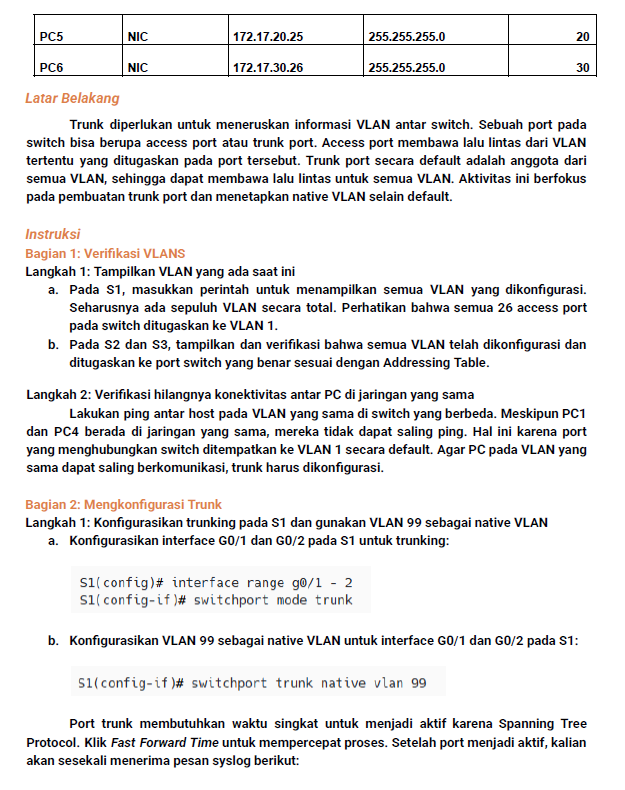 PC5 NIC 172.17.20.25 255.255.255.0 20
PC6 NIC 172.17.30.26 255.255.255.0 30
Latar Belakang
Trunk diperlukan untuk meneruskan informasi VLAN antar switch. Sebuah port pada
switch bisa berupa access port atau trunk port. Access port membawa lalu lintas dari VLAN
tertentu yang ditugaskan pada port tersebut. Trunk port secara default adalah anggota dari
semua VLAN, sehingga dapat membawa lalu lintas untuk semua VLAN. Aktivitas ini berfokus
pada pembuatan trunk port dan menetapkan native VLAN selain default.
Instruksi
Bagian 1: Verifikasi VLANS
Langkah 1: Tampilkan VLAN yang ada saat ini
a. Pada S1, masukkan perintah untuk menampilkan semua VLAN yang dikonfigurasi.
Seharusnya ada sepuluh VLAN secara total. Perhatikan bahwa semua 26 access port
pada switch ditugaskan ke VLAN 1.
b. Pada S2 dan S3, tampilkan dan verifikasi bahwa semua VLAN telah dikonfigurasi dan
ditugaskan ke port switch yang benar sesuai dengan Addressing Table.
Langkah 2: Verifikasi hilangnya konektivitas antar PC di jaringan yang sama
Lakukan ping antar host pada VLAN yang sama di switch yang berbeda. Meskipun PC1
dan PC4 berada di jaringan yang sama, mereka tidak dapat saling ping. Hal ini karena port
yang menghubungkan switch ditempatkan ke VLAN 1 secara default. Agar PC pada VLAN yang
sama dapat saling berkomunikasi, trunk harus dikonfigurasi.
Bagian 2: Mengkonfigurasi Trunk
Langkah 1: Konfigurasikan trunking pada S1 dan gunakan VLAN 99 sebagai native VLAN
a. Konfigurasikan interface G0/1 dan G0/2 pada S1 untuk trunking:
S1(config)# interface range g0/1 - 2
S1(config-if)# switchport mode trunk
b. Konfigurasikan VLAN 99 sebagai native VLAN untuk interface G0/1 dan G0/2 pada S1:
S1(config-if)# switchport trunk native vlan 99
Port trunk membutuhkan waktu singkat untuk menjadi aktif karena Spanning Tree
Protocol. Klik Fast Forward Time untuk mempercepat proses. Setelah port menjadi aktif, kalian
akan sesekali menerima pesan syslog berikut: